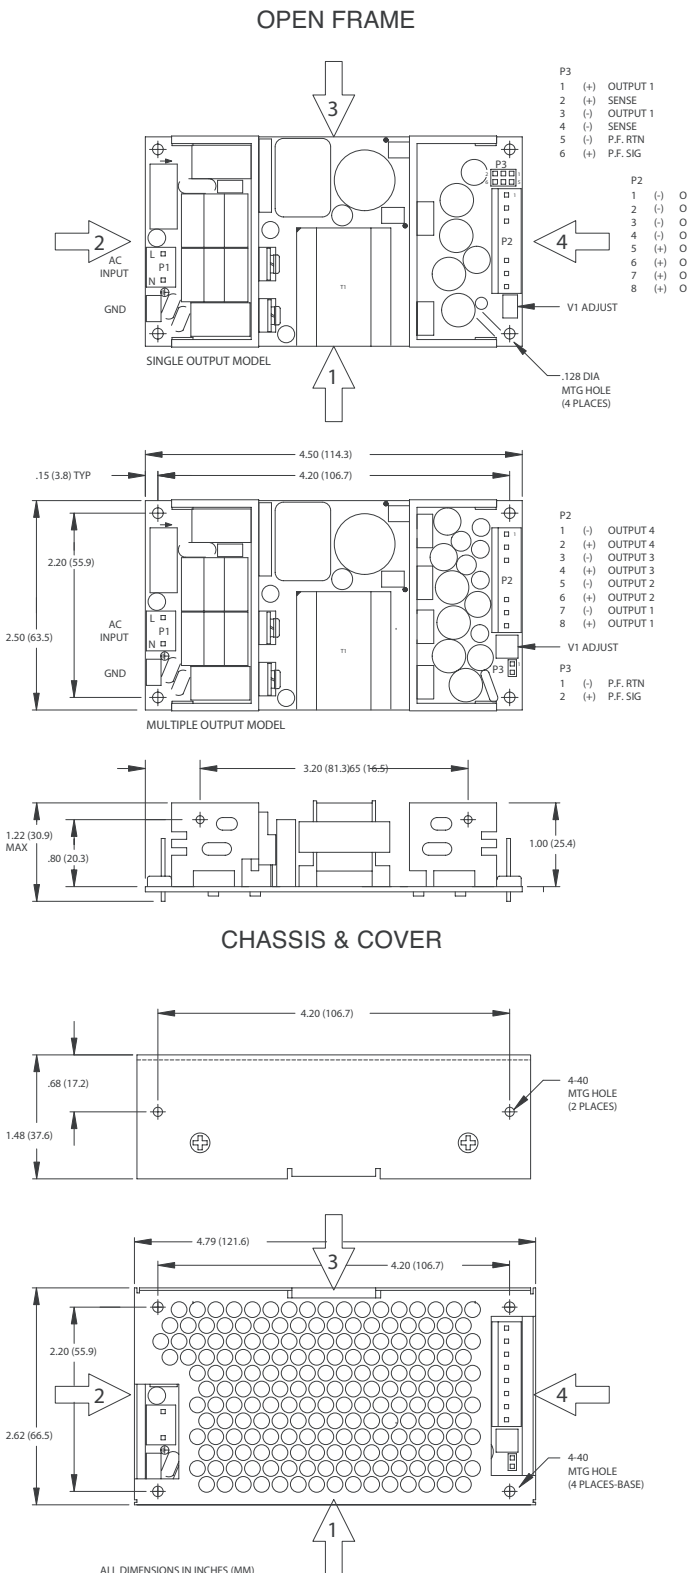 OPEN FRAME
3
P3
1 (+) OUTPUT 1
2 (+) SENSE
3 (-) OUTPUT 1
4 (-) SENSE
5 (-) P.F. RTN
6 (+) P.F. SIG
P2
1 (-) O
2 (-) O
3 (-) O
4 (-) O
5 (+) O
6 (+) O
7 (+) O
8 (+) O
P3
2 1
6 5
1
P2
2
4
AC
INPUT
L
P1
N
GND
T1
V1 ADJUST
SINGLE OUTPUT MODEL
1
.128 DIA
MTG HOLE
(4 PLACES)
4.50 (114.3)
.15 (3.8) TYP
4.20 (106.7)
2.20 (55.9)
2.50 (63.5)
AC
INPUT
L
P1
N
GND
T1
1
P2
P3
1
P2
1 (-) OUTPUT 4
2 (+) OUTPUT 4
3 (-) OUTPUT 3
4 (+) OUTPUT 3
5 (-) OUTPUT 2
6 (+) OUTPUT 2
7 (-) OUTPUT 1
8 (+) OUTPUT 1
V1 ADJUST
P3
1 (-) P.F. RTN
2 (+) P.F. SIG
MULTIPLE OUTPUT MODEL
3.20 (81.3)65 (16.5)
1.22 (30.9)
MAX
.80 (20.3)
1.00 (25.4)
CHASSIS & COVER
4.20 (106.7)
.68 (17.2)
1.48 (37.6)
4-40
MTG HOLE
(2 PLACES)
4.79 (121.6)
3
4.20 (106.7)
2.20 (55.9)
2
4
2.62 (66.5)
4-40
MTG HOLE
(4 PLACES-BASE)
1
ALL DIMENSIONS IN INCHES (MM)